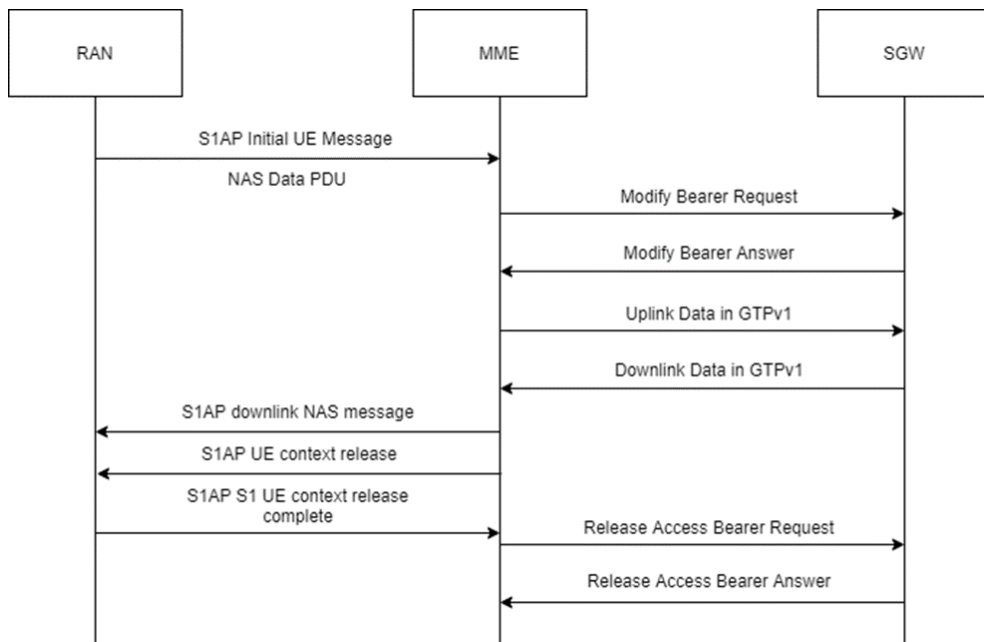 RAN
MME
SGW
S1AP Initial UE Message
NAS Data PDU
Modify Bearer Request
Modify Bearer Answer
Uplink Data in GTPv1
Downlink Data in GTPv1
S1AP downlink NAS message
S1AP UE context release
S1AP S1 UE context release
complete
Release Access Bearer Request
Release Access Bearer Answer